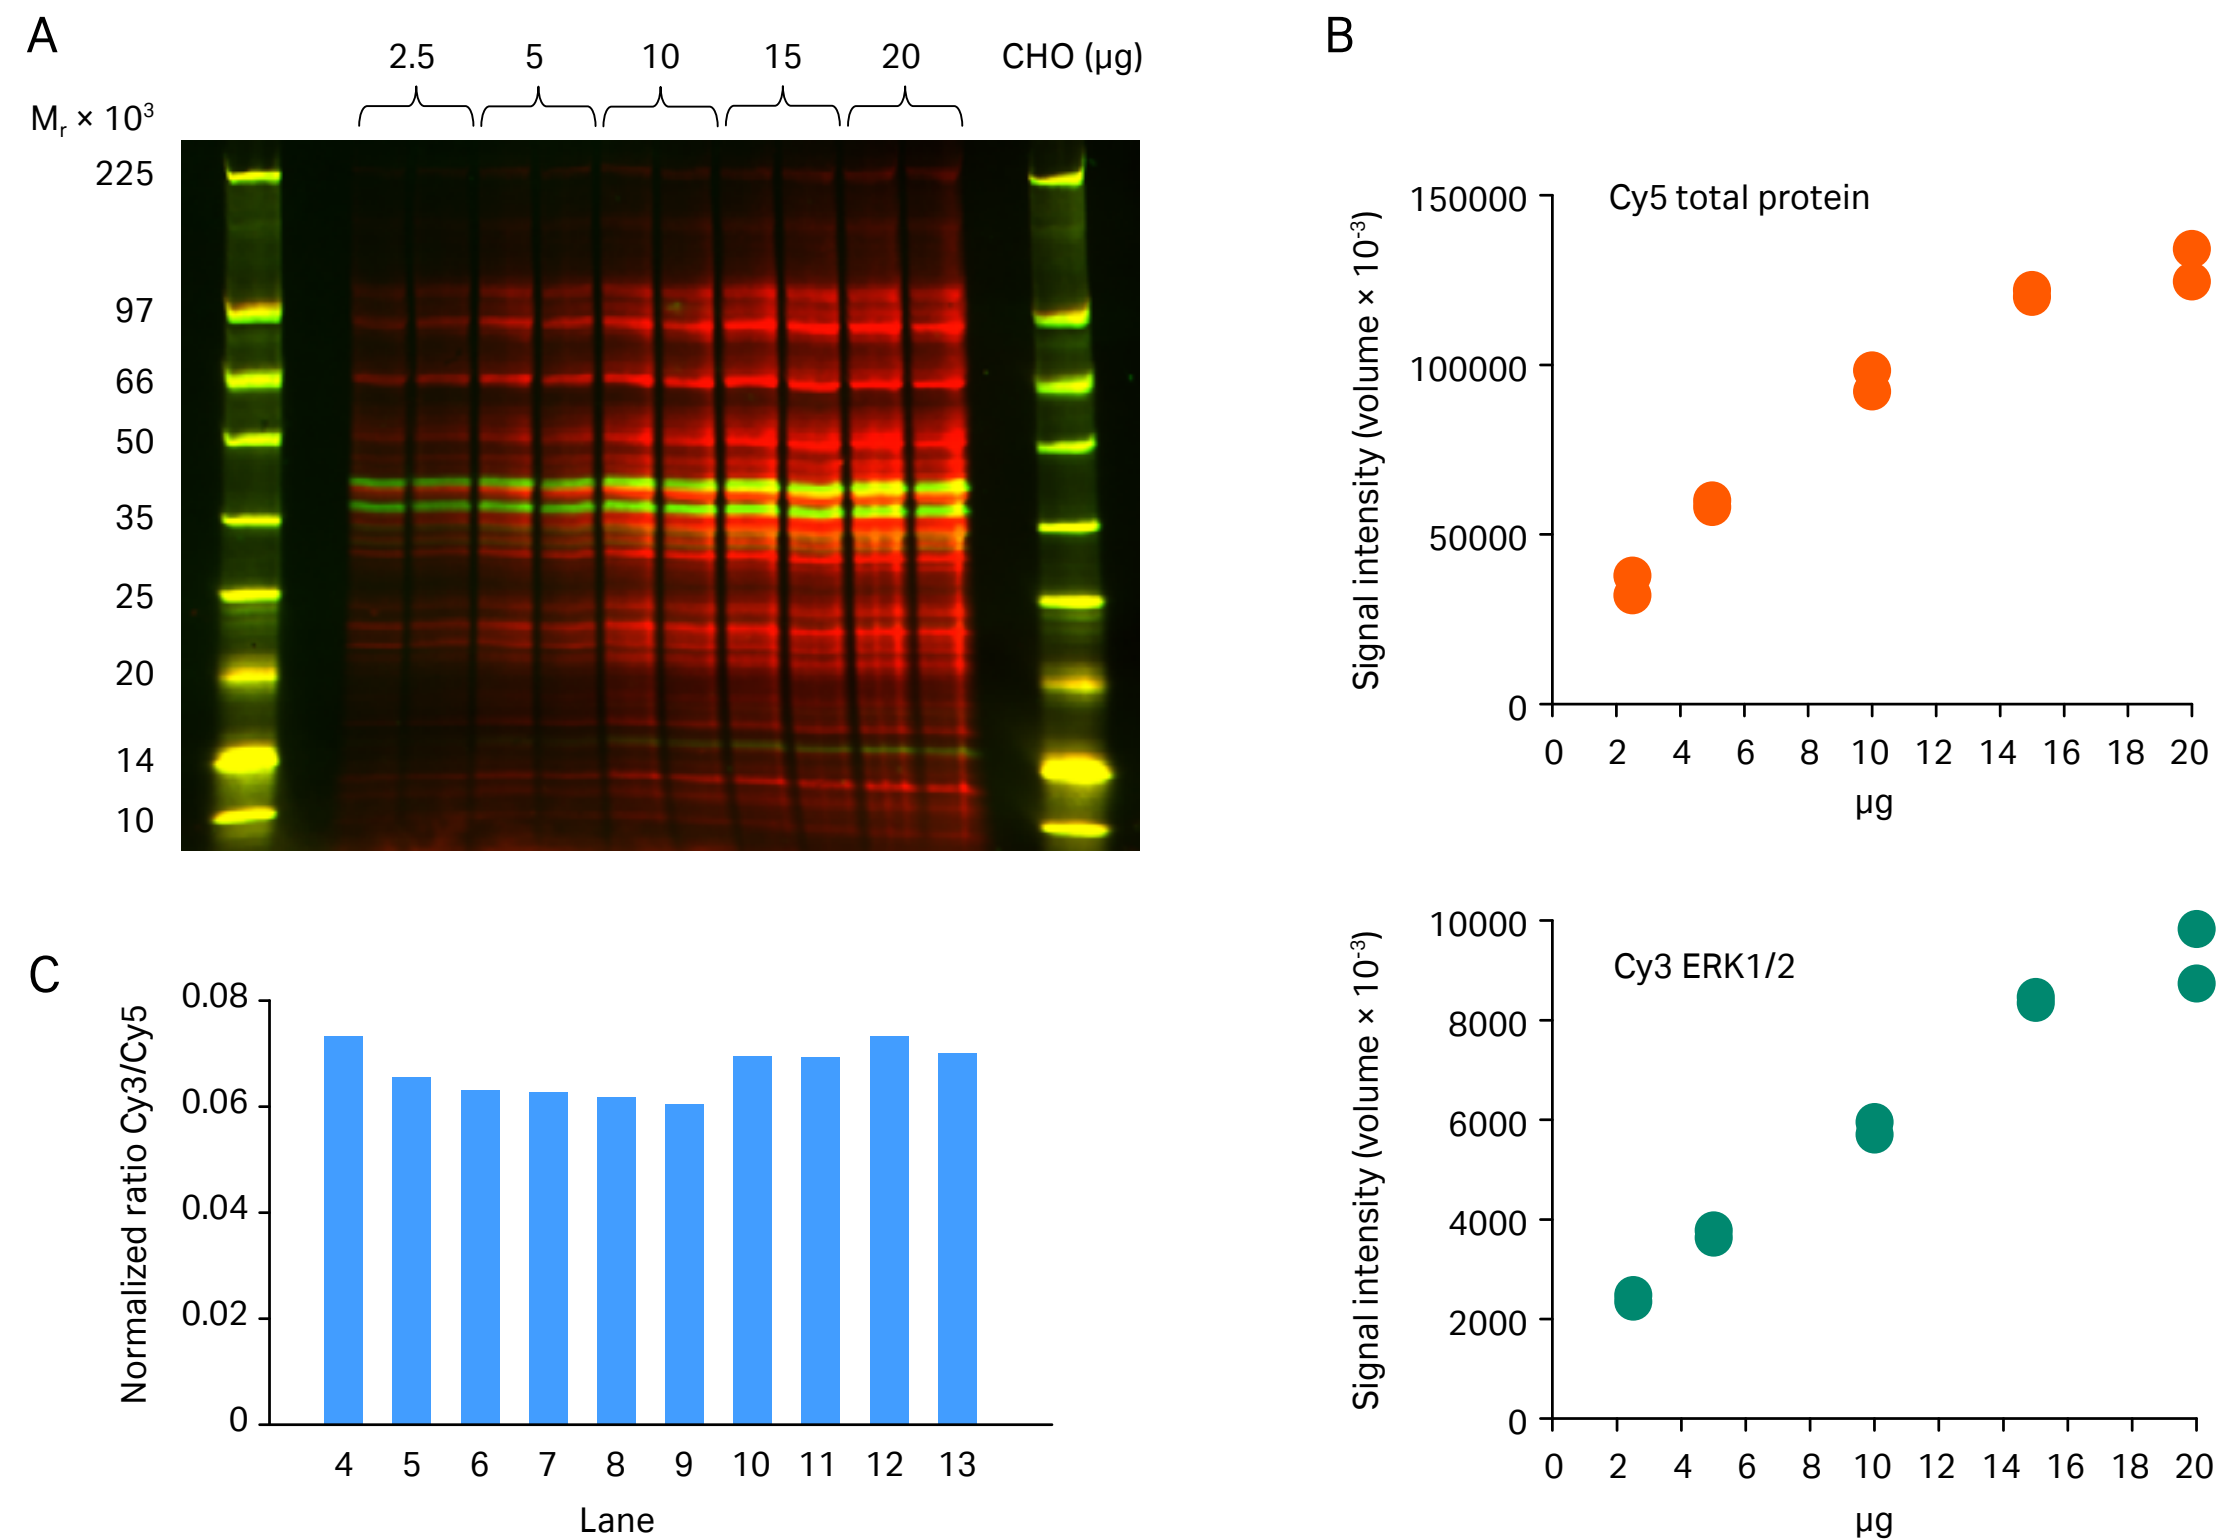 A
2.5 5 10 15 20 CHO (µg)
Mr × 10³
225
97
66
50
35
25
20
14
10
B
Cy5 total protein
Signal intensity (volume × 10⁻³)
150000
100000
50000
0
0 2 4 6 8 10 12 14 16 18 20
µg
Cy3 ERK1/2
Signal intensity (volume × 10⁻³)
10000
8000
6000
4000
2000
0
0 2 4 6 8 10 12 14 16 18 20
µg
C
Normalized ratio Cy3/Cy5
0.08
0.06
0.04
0.02
0
4 5 6 7 8 9 10 11 12 13
Lane